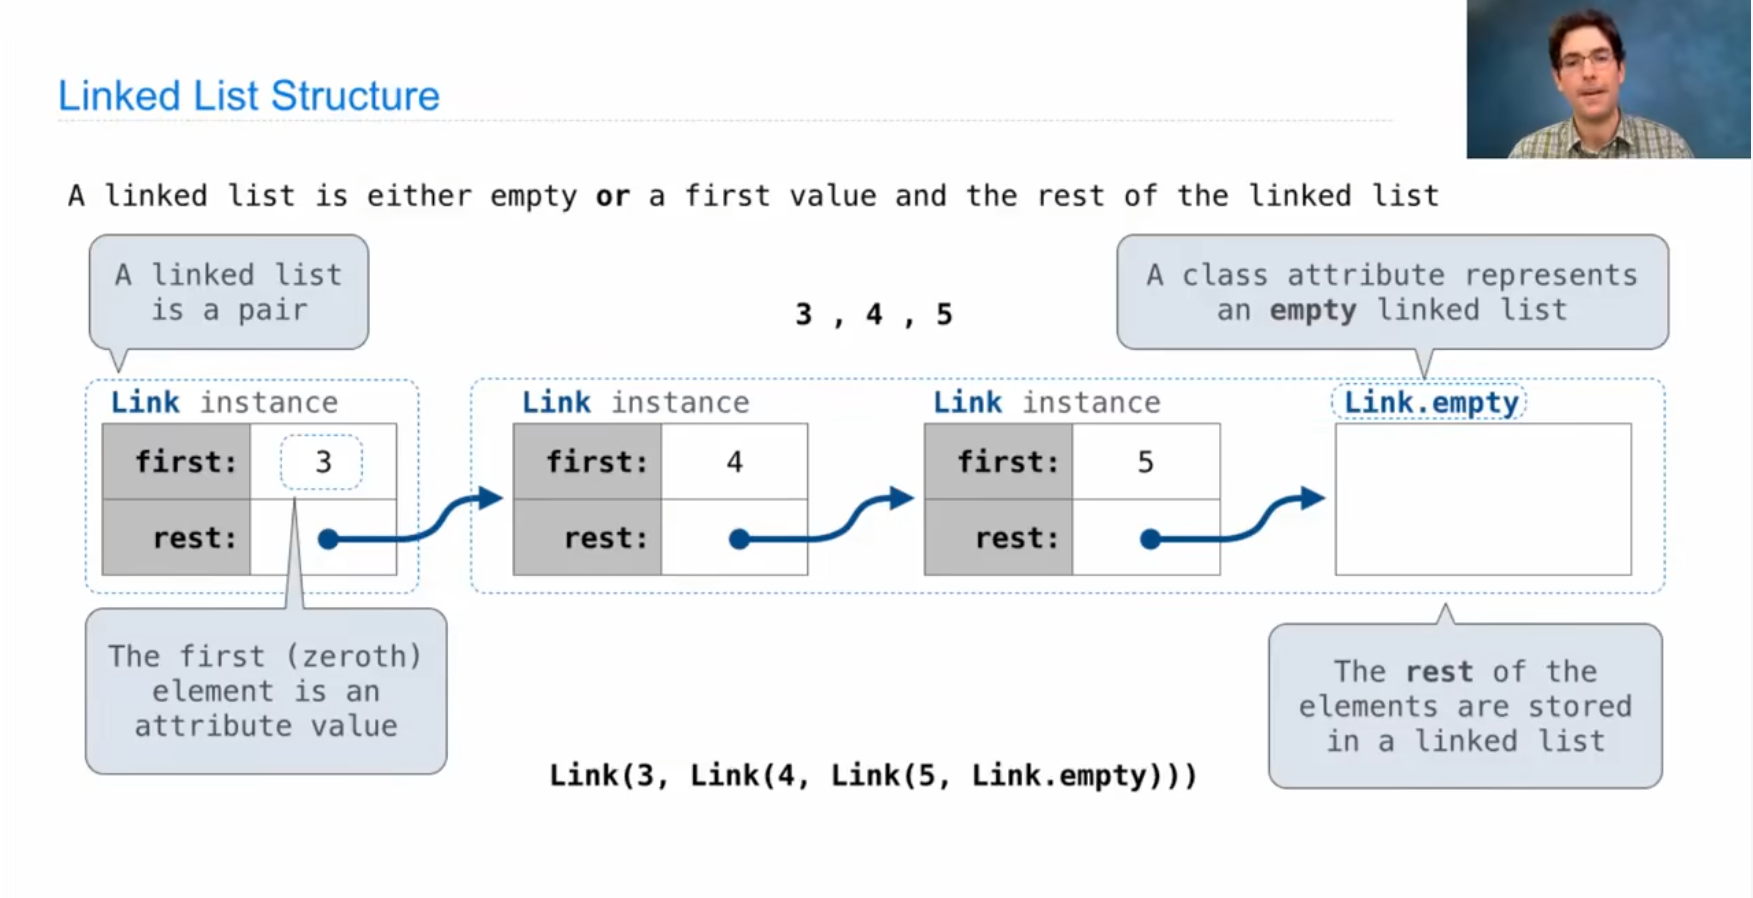 Linked List Structure
A linked list is either empty or a first value and the rest of the linked list
A linked list
is a pair
3 , 4 , 5
A class attribute represents
an empty linked list
Link instance
first: 3
rest:
Link instance
first: 4
rest:
Link instance
first: 5
rest:
Link.empty
The first (zeroth)
element is an
attribute value
The rest of the
elements are stored
in a linked list
Link(3, Link(4, Link(5, Link.empty)))